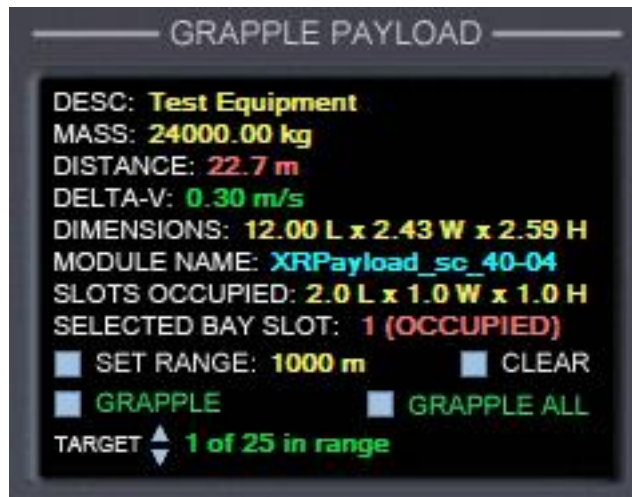 GRAPPLE PAYLOAD
DESC: Test Equipment
MASS: 24000.00 kg
DISTANCE: 22.7 m
DELTA-V: 0.30 m/s
DIMENSIONS: 12.00 L x 2.43 W x 2.59 H
MODULE NAME: XRPayload_sc_40-04
SLOTS OCCUPIED: 2.0 L x 1.0 W x 1.0 H
SELECTED BAY SLOT: 1 (OCCUPIED)
SET RANGE: 1000 m CLEAR
GRAPPLE GRAPPLE ALL
TARGET 1 of 25 in range